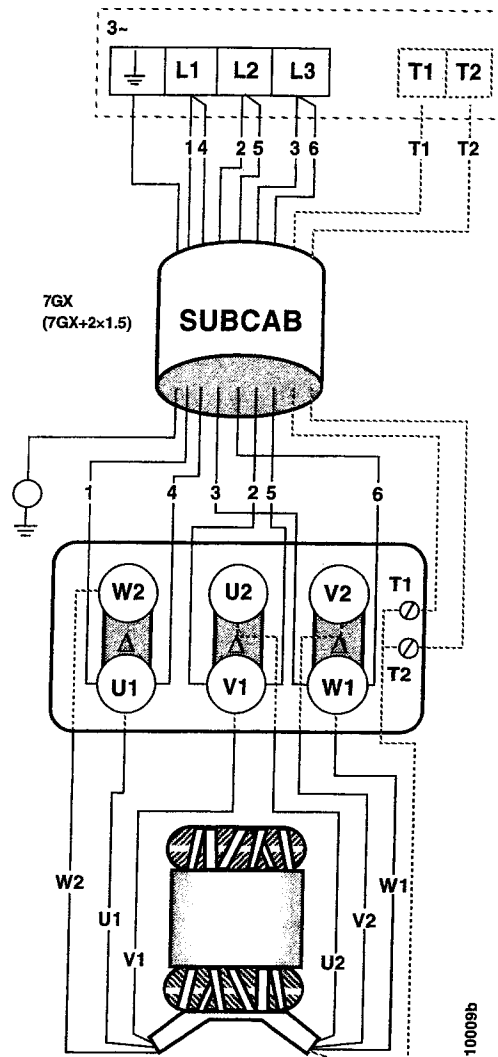 3~
L1 L2 L3 T1 T2
1 4 2 5 3 6 T1 T2
7GX
(7GX+2×1.5)
SUBCAB
1 4 3 2 5 6
W2 U2 V2 T1
Δ Δ Δ
U1 V1 W1 T2
W2 W1
U1 V2
V1 U2
10009b